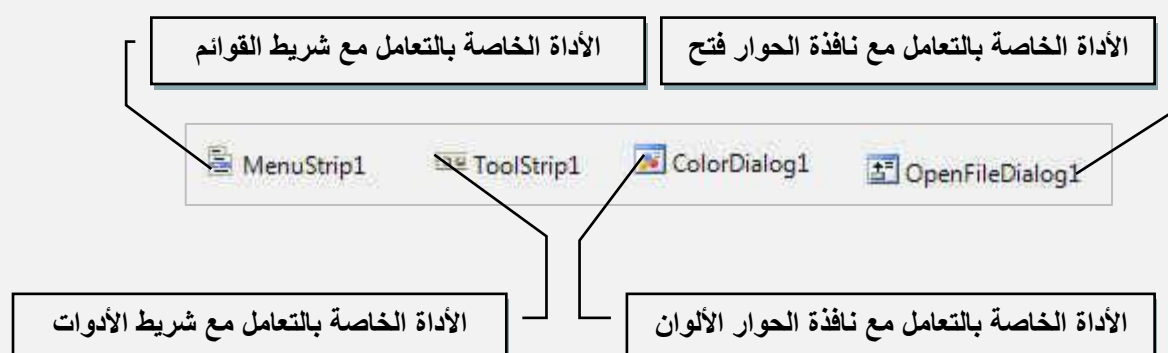 الأداة الخاصة بالتعامل مع نافذة الحوار فتح
الأداة الخاصة بالتعامل مع شريط القوائم
MenuStrip1 ToolStrip1 ColorDialog1 OpenFileDialog1
الأداة الخاصة بالتعامل مع نافذة الحوار الألوان
الأداة الخاصة بالتعامل مع شريط الأدوات